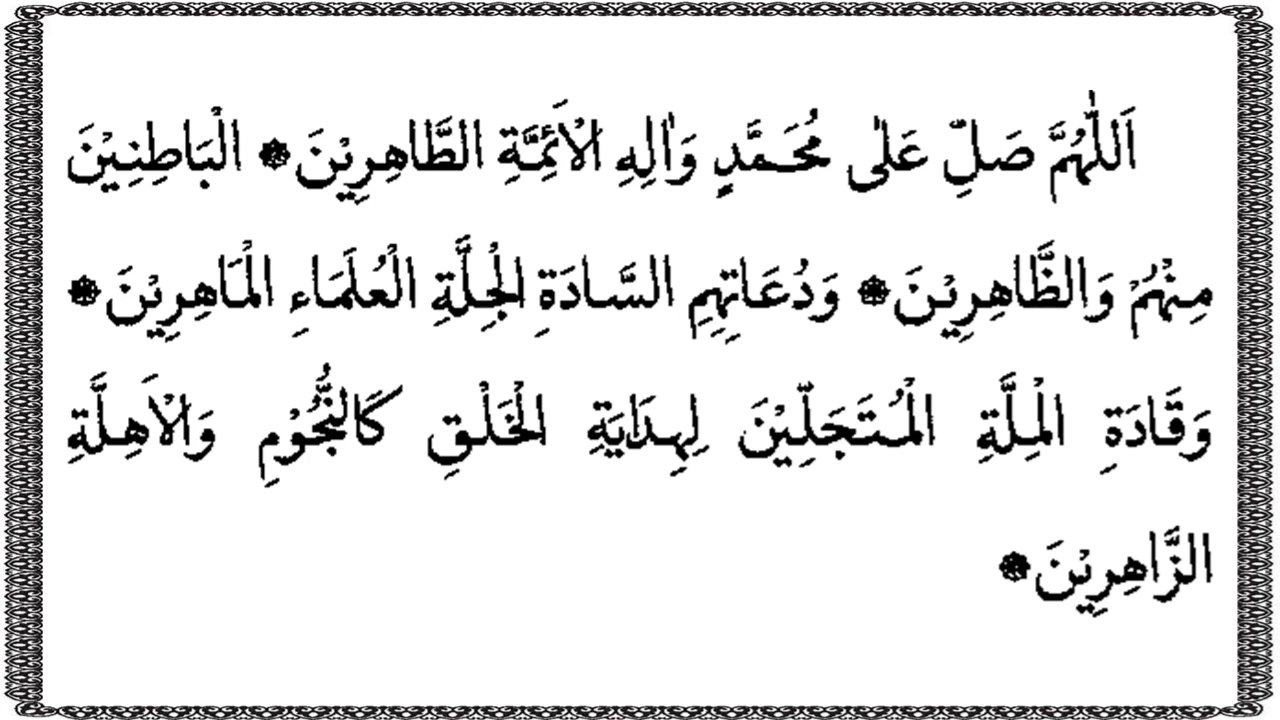 اَللّٰهُمَّ صَلِّ عَلٰى مُحَمَّدٍ وَاٰلِهِ الْاَئِمَّةِ الطَّاهِرِيْنَ * الْبَاطِنِيْنَ
مِنْهُمْ وَالظَّاهِرِيْنَ * وَدُعَاتِهِمِ السَّادَةِ الْجِلَّةِ الْعُلَمَاءِ الْمَاهِرِيْنَ *
وَقَادَةِ الْمِلَّةِ الْمُتَجَلِّيْنَ لِهِدَايَةِ الْخَلْقِ كَالنُّجُوْمِ وَالْاَهِلَّةِ
الزَّاهِرِيْنَ *